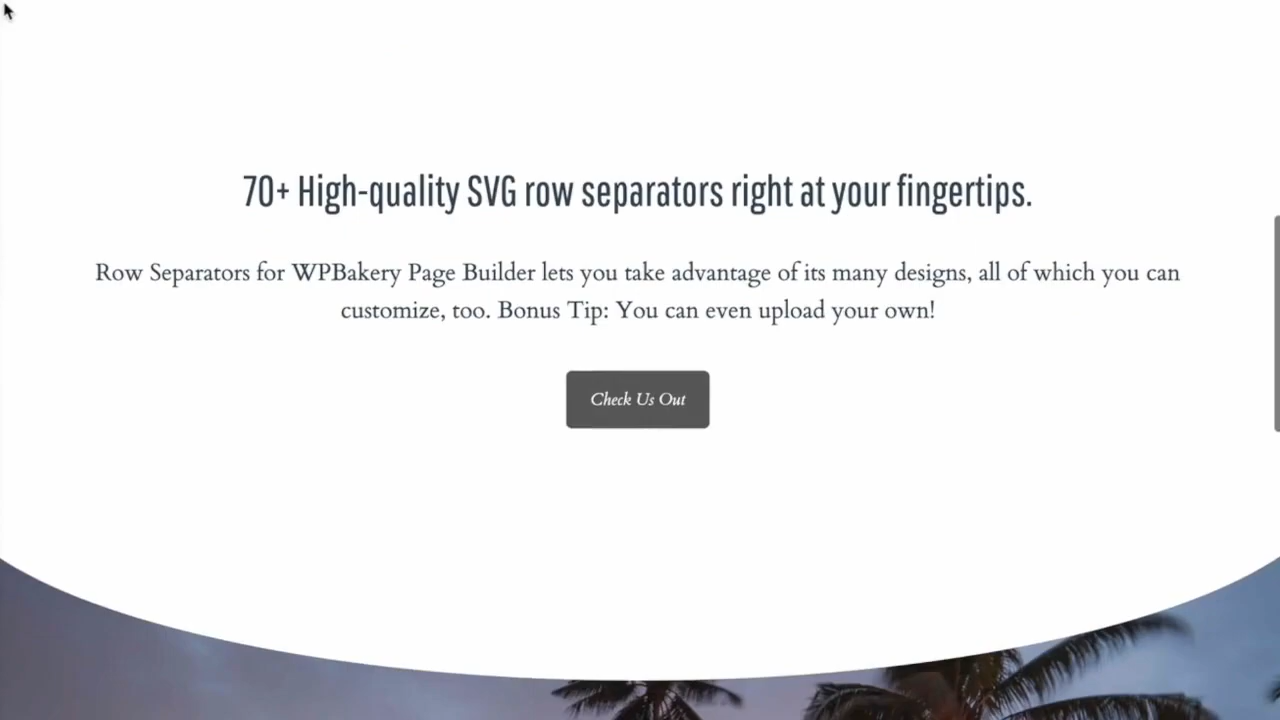 70+ High-quality SVG row separators right at your fingertips.
Row Separators for WPBakery Page Builder lets you take advantage of its many designs, all of which you can
customize, too. Bonus Tip: You can even upload your own!
Check Us Out